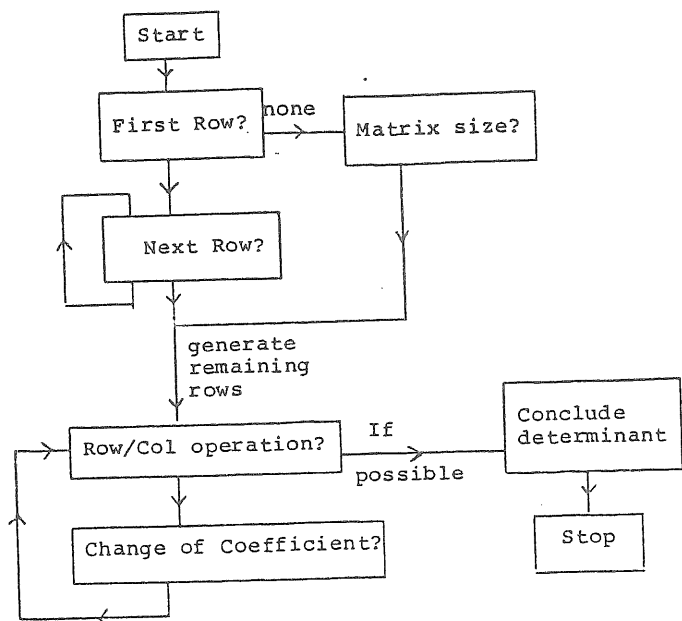 Start
First Row?
none
Matrix size?
Next Row?
generate
remaining
rows
Row/Col operation?
If
possible
Conclude
determinant
Change of Coefficient?
Stop